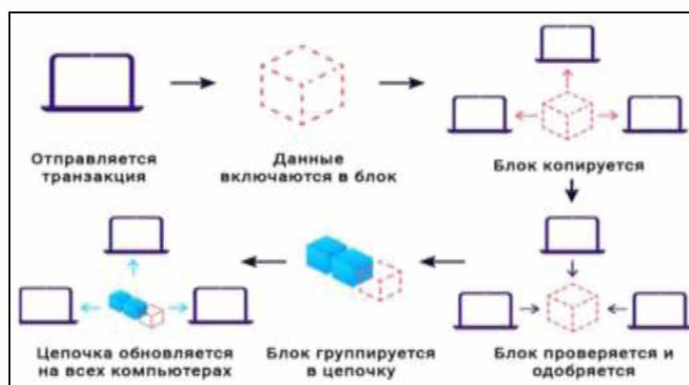 Отправляется
транзакция
Данные
включаются в блок
Блок копируется
Цепочка обновляется
на всех компьютерах
Блок группируется
в цепочку
Блок проверяется и
одобряется